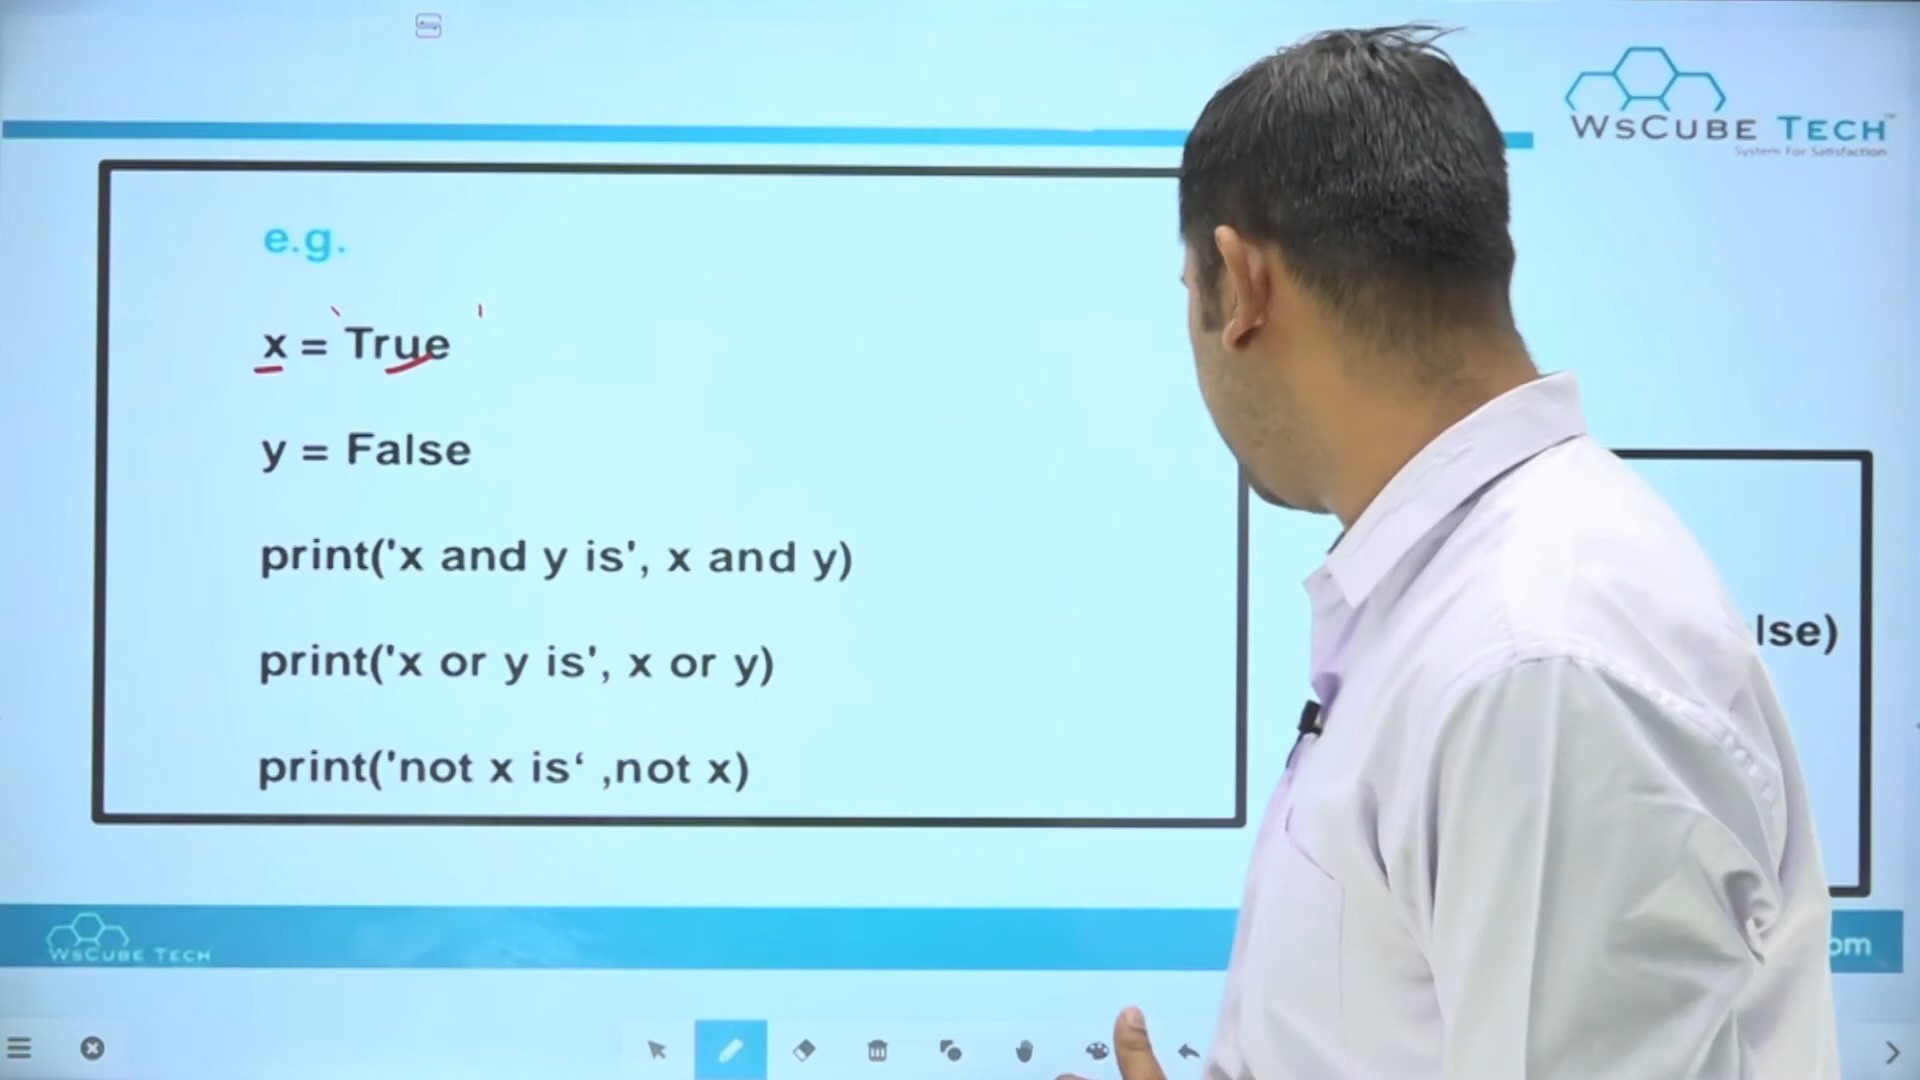 WsCUBE TECH™
System For Satisfaction
e.g.
x = True
y = False
print('x and y is', x and y)
print('x or y is', x or y)
print('not x is‘ ,not x)
lse)
WsCUBE TECH
om